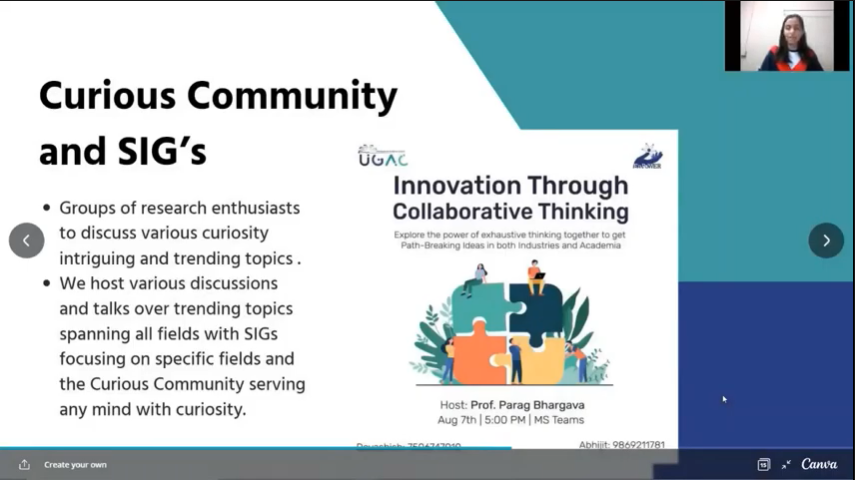 Curious Community
and SIG's
Groups of research enthusiasts
to discuss various curiosity
intriguing and trending topics .
We host various discussions
and talks over trending topics
spanning all fields with SIGs
focusing on specific fields and
the Curious Community serving
any mind with curiosity.
UGAC
Innovation Through
Collaborative Thinking
Explore the power of exhaustive thinking together to get
Path-Breaking Ideas in both Industries and Academia
Host: Prof. Parag Bhargava
Aug 7th | 5:00 PM | MS Teams
Abhijit: 9869211781
Create your own
15
Canva